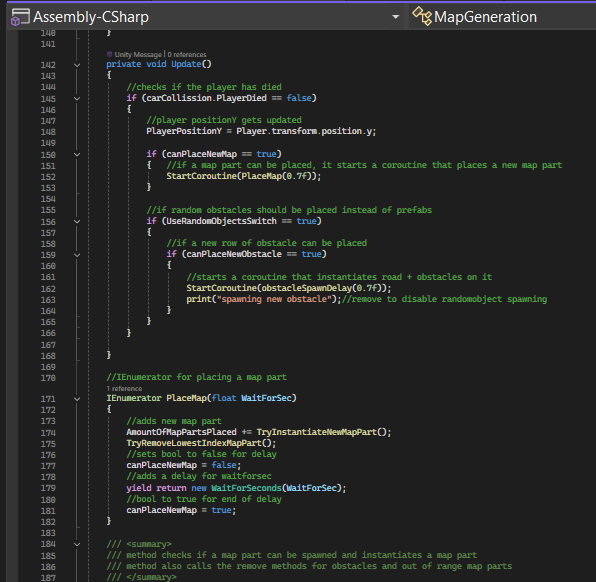 Assembly-CSharp MapGeneration
140 }
141
Unity Message | 0 references
142 private void Update()
143 {
144 //checks if the player has died
145 if (carCollission.PlayerDied == false)
146 {
147 //player positionY gets updated
148 PlayerPositionY = Player.transform.position.y;
149
150 if (canPlaceNewMap == true)
151 { //if a map part can be placed, it starts a coroutine that places a new map part
152 StartCoroutine(PlaceMap(0.7f));
153 }
154
155 //if random obstacles should be placed instead of prefabs
156 if (UseRandomObjectsSwitch == true)
157 {
158 //if a new row of obstacle can be placed
159 if (canPlaceNewObstacle == true)
160 {
161 //starts a coroutine that instantiates road + obstacles on it
162 StartCoroutine(obstacleSpawnDelay(0.7f));
163 print("spawning new obstacle");//remove to disable randomobject spawning
164 }
165 }
166 }
167
168 }
169
170 //IEnumerator for placing a map part
1 reference
171 IEnumerator PlaceMap(float WaitForSec)
172 {
173 //adds new map part
174 AmountOfMapPartsPlaced += TryInstantiateNewMapPart();
175 TryRemoveLowestIndexMapPart();
176 //sets bool to false for delay
177 canPlaceNewMap = false;
178 //adds a delay for waitforsec
179 yield return new WaitForSeconds(WaitForSec);
180 //bool to true for end of delay
181 canPlaceNewMap = true;
182 }
183
184 /// <summary>
185 /// method checks if a map part can be spawned and instantiates a map part
186 /// method also calls the remove methods for obstacles and out of range map parts
187 /// </summary>